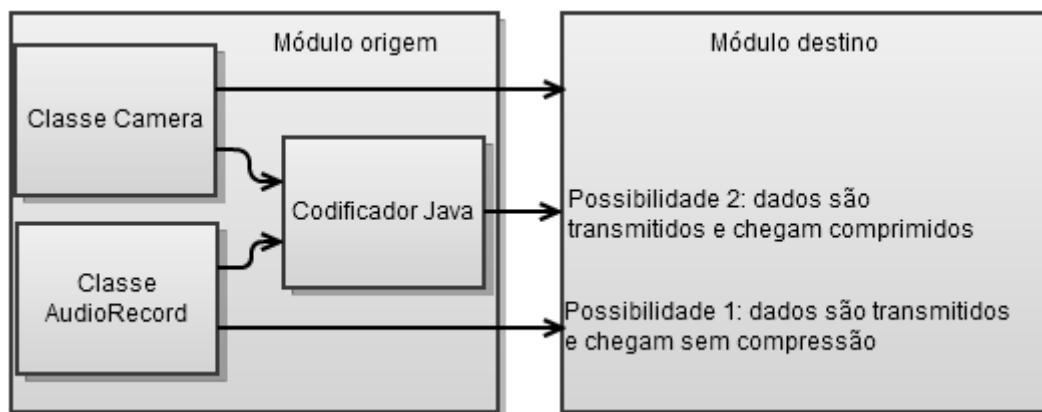 Módulo origem
Módulo destino
Classe Camera
Codificador Java
Possibilidade 2: dados são
transmitidos e chegam comprimidos
Classe
AudioRecord
Possibilidade 1: dados são transmitidos
e chegam sem compressão